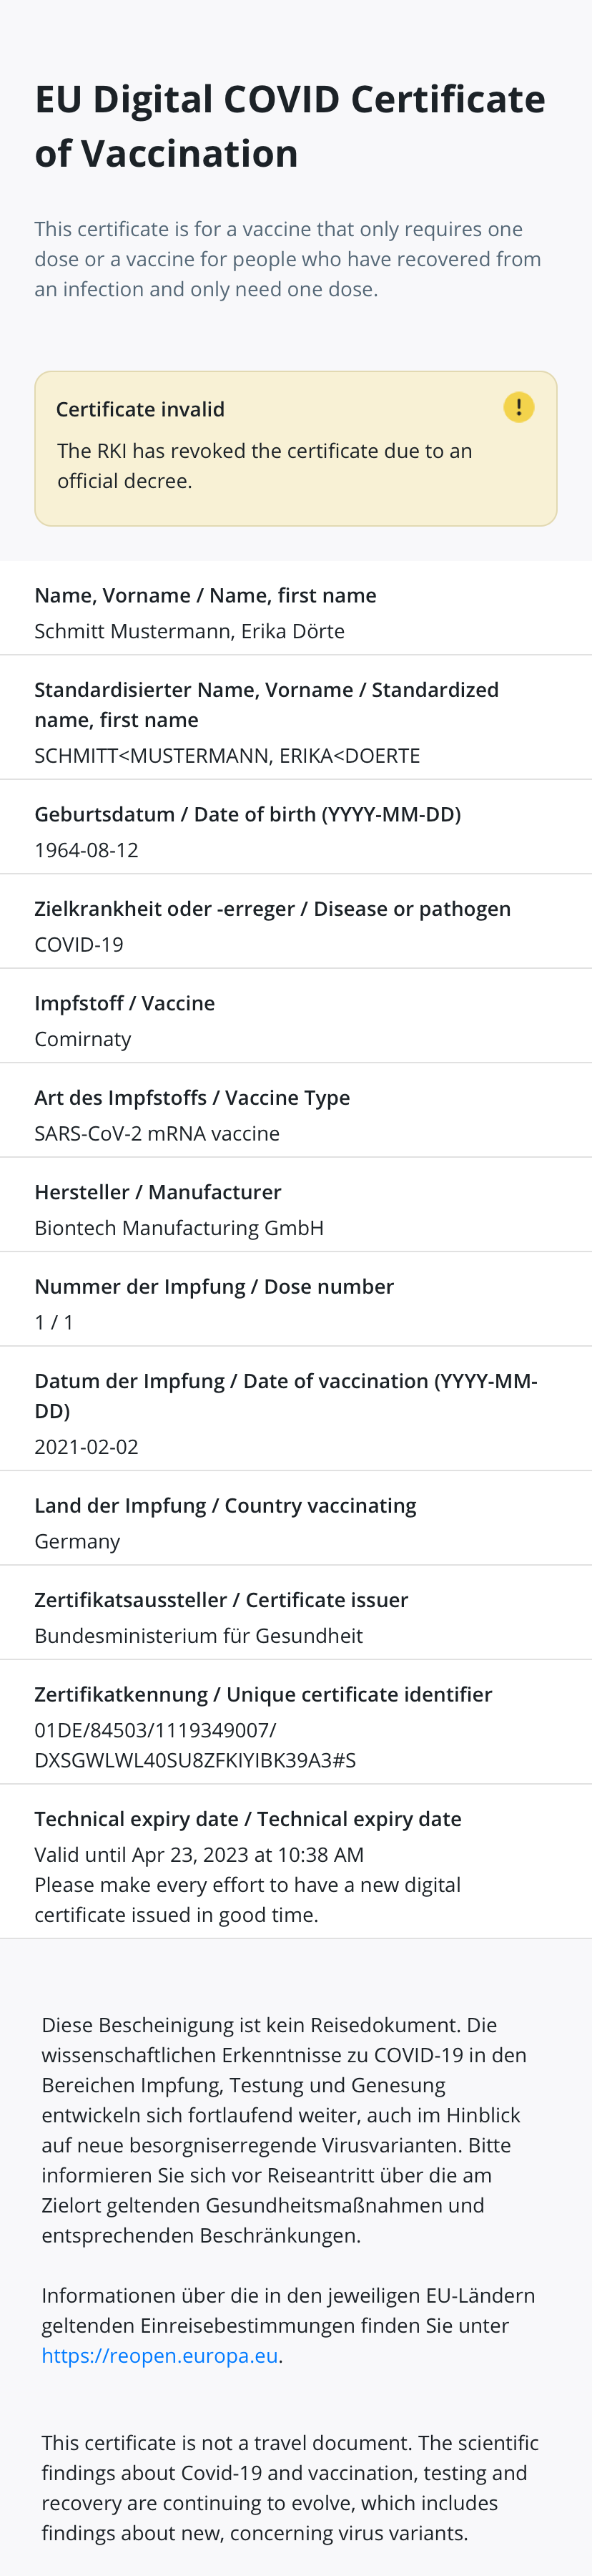 EU Digital COVID Certificate
of Vaccination
This certificate is for a vaccine that only requires one
dose or a vaccine for people who have recovered from
an infection and only need one dose.
Certificate invalid
The RKI has revoked the certificate due to an
official decree.
Name, Vorname / Name, first name
Schmitt Mustermann, Erika Dörte
Standardisierter Name, Vorname / Standardized
name, first name
SCHMITT<MUSTERMANN, ERIKA<DOERTE
Geburtsdatum / Date of birth (YYYY-MM-DD)
1964-08-12
Zielkrankheit oder -erreger / Disease or pathogen
COVID-19
Impfstoff / Vaccine
Comirnaty
Art des Impfstoffs / Vaccine Type
SARS-CoV-2 mRNA vaccine
Hersteller / Manufacturer
Biontech Manufacturing GmbH
Nummer der Impfung / Dose number
1 / 1
Datum der Impfung / Date of vaccination (YYYY-MM-
DD)
2021-02-02
Land der Impfung / Country vaccinating
Germany
Zertifikatsaussteller / Certificate issuer
Bundesministerium für Gesundheit
Zertifikatkennung / Unique certificate identifier
01DE/84503/1119349007/
DXSGWLWL40SU8ZFKIYIBK39A3#S
Technical expiry date / Technical expiry date
Valid until Apr 23, 2023 at 10:38 AM
Please make every effort to have a new digital
certificate issued in good time.
Diese Bescheinigung ist kein Reisedokument. Die
wissenschaftlichen Erkenntnisse zu COVID-19 in den
Bereichen Impfung, Testung und Genesung
entwickeln sich fortlaufend weiter, auch im Hinblick
auf neue besorgniserregende Virusvarianten. Bitte
informieren Sie sich vor Reiseantritt über die am
Zielort geltenden Gesundheitsmaßnahmen und
entsprechenden Beschränkungen.
Informationen über die in den jeweiligen EU-Ländern
geltenden Einreisebestimmungen finden Sie unter
https://reopen.europa.eu.
This certificate is not a travel document. The scientific
findings about Covid-19 and vaccination, testing and
recovery are continuing to evolve, which includes
findings about new, concerning virus variants.